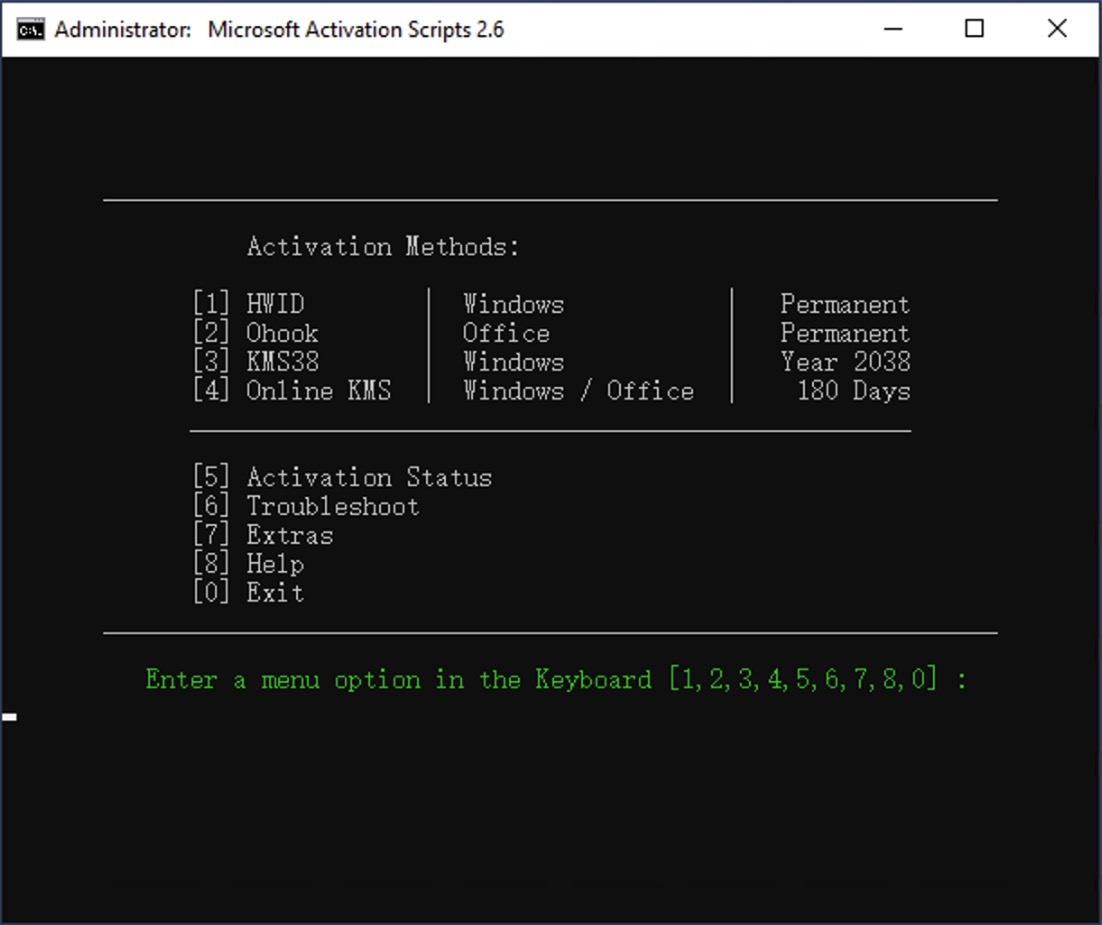 Administrator:  Microsoft Activation Scripts 2.6
Activation Methods:
[1] HWID | Windows | Permanent
[2] Ohook | Office | Permanent
[3] KMS38 | Windows | Year 2038
[4] Online KMS | Windows / Office | 180 Days
[5] Activation Status
[6] Troubleshoot
[7] Extras
[8] Help
[0] Exit
Enter a menu option in the Keyboard [1,2,3,4,5,6,7,8,0] :